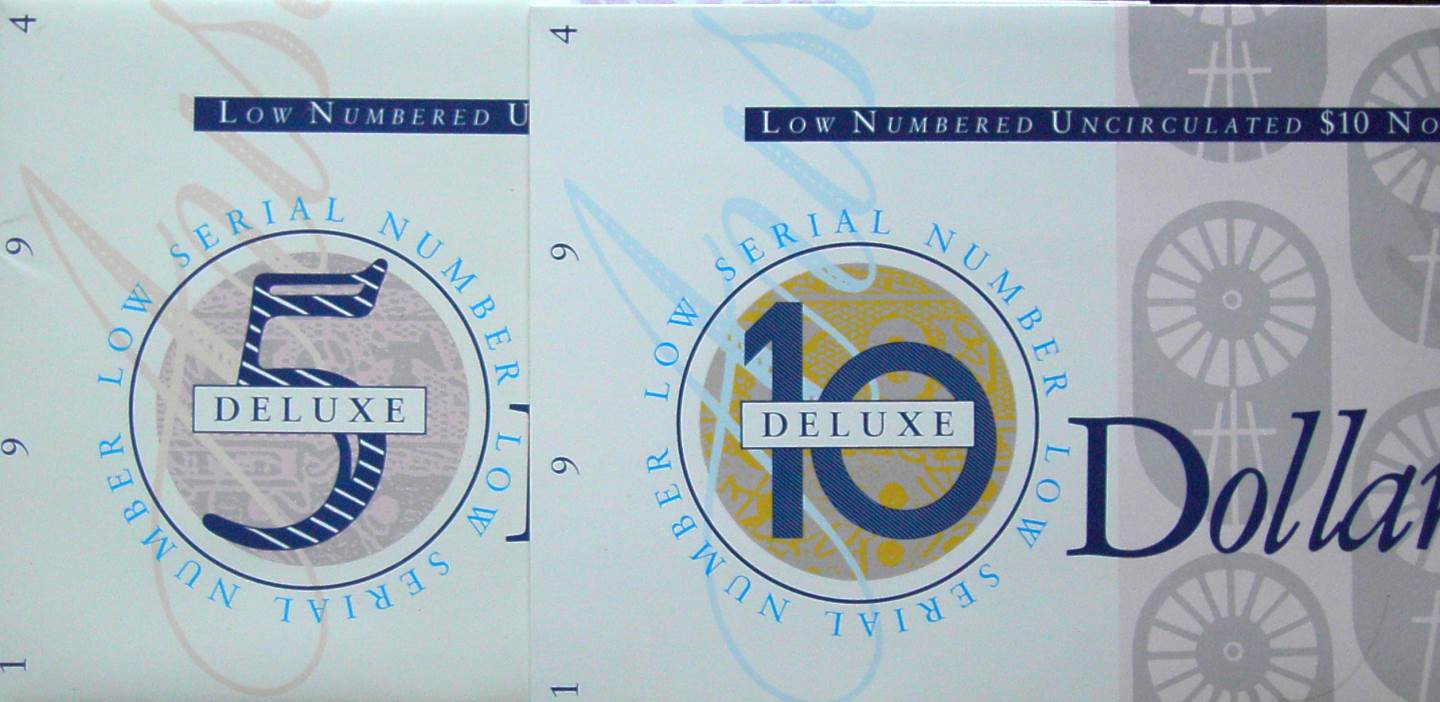 1 9 9 4
LOW NUMBERED U
LOW SERIAL NUMBER LOW SERIAL NUMBER
5
DELUXE
1 9 9 4
LOW NUMBERED UNCIRCULATED $10 NO
LOW SERIAL NUMBER LOW SERIAL NUMBER
10
DELUXE
Dollar